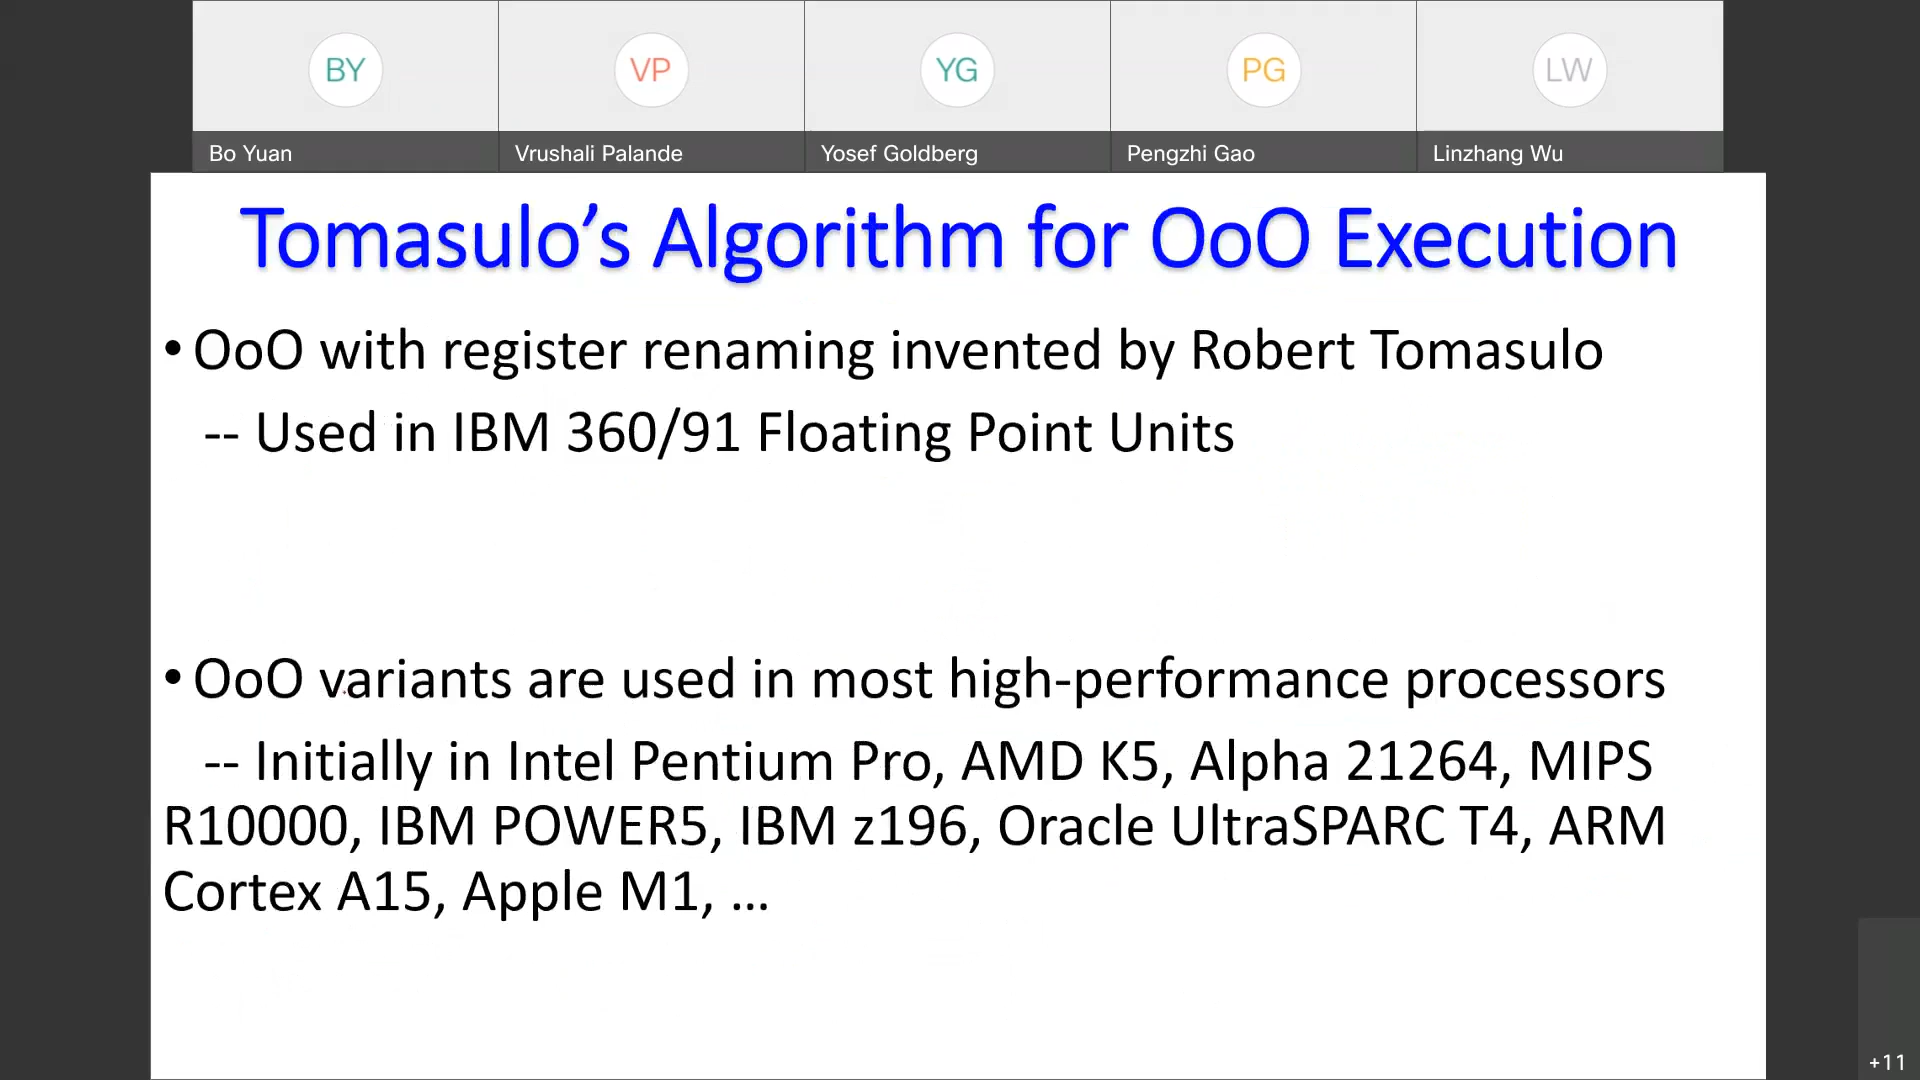 BY
VP
YG
PG
LW
Bo Yuan
Vrushali Palande
Yosef Goldberg
Pengzhi Gao
Linzhang Wu
Tomasulo’s Algorithm for OoO Execution
• OoO with register renaming invented by Robert Tomasulo
-- Used in IBM 360/91 Floating Point Units
• OoO variants are used in most high-performance processors
-- Initially in Intel Pentium Pro, AMD K5, Alpha 21264, MIPS
R10000, IBM POWER5, IBM z196, Oracle UltraSPARC T4, ARM
Cortex A15, Apple M1, ...
+11